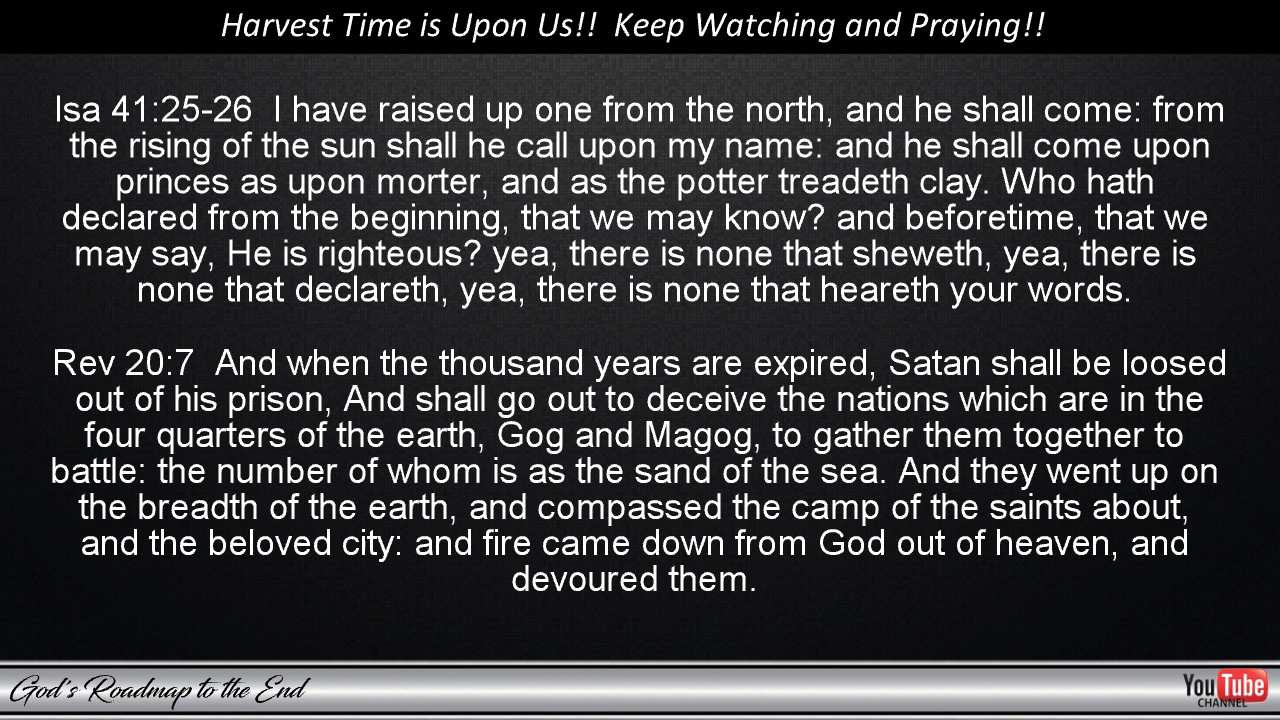 Harvest Time is Upon Us!!  Keep Watching and Praying!!
Isa 41:25-26  I have raised up one from the north, and he shall come: from
the rising of the sun shall he call upon my name: and he shall come upon
princes as upon morter, and as the potter treadeth clay. Who hath
declared from the beginning, that we may know? and beforetime, that we
may say, He is righteous? yea, there is none that sheweth, yea, there is
none that declareth, yea, there is none that heareth your words.
Rev 20:7  And when the thousand years are expired, Satan shall be loosed
out of his prison, And shall go out to deceive the nations which are in the
four quarters of the earth, Gog and Magog, to gather them together to
battle: the number of whom is as the sand of the sea. And they went up on
the breadth of the earth, and compassed the camp of the saints about,
and the beloved city: and fire came down from God out of heaven, and
devoured them.
God's Roadmap to the End
YouTube
CHANNEL